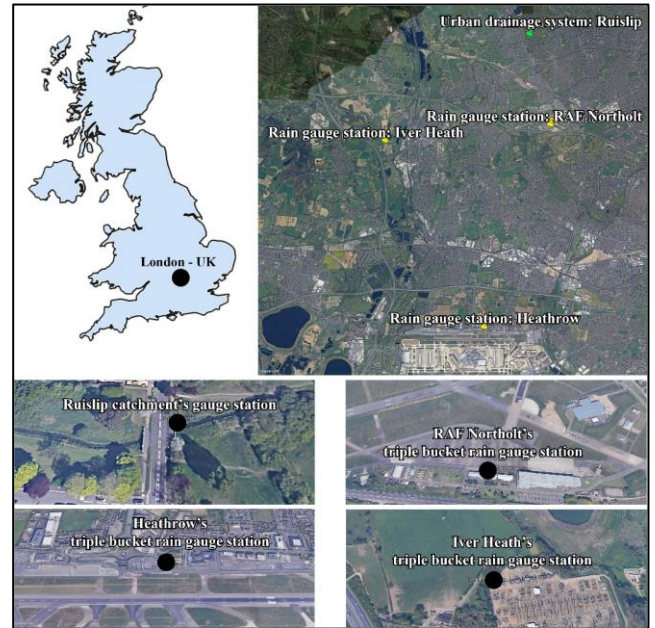 London - UK
Urban drainage system: Ruislip
Rain gauge station: RAF Northolt
Rain gauge station: Iver Heath
Rain gauge station: Heathrow
Ruislip catchment's gauge station
RAF Northolt's
triple bucket rain gauge station
Heathrow's
triple bucket rain gauge station
Iver Heath's
triple bucket rain gauge station